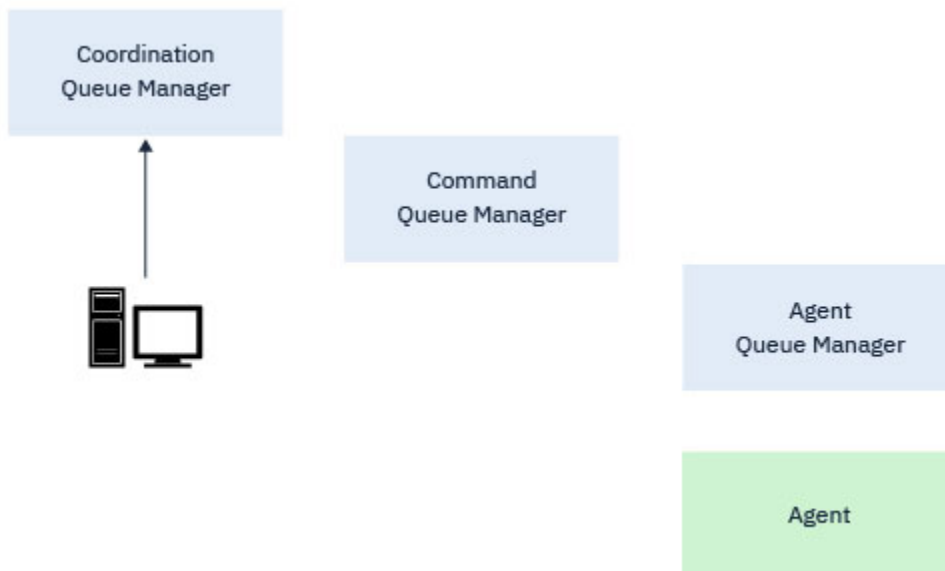 Coordination
Queue Manager
Command
Queue Manager
Agent
Queue Manager
Agent